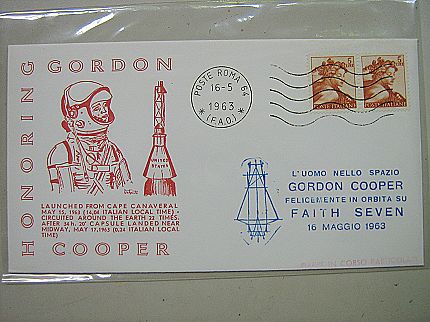 HONORING
GORDON
UNITED
STATES
LAUNCHED FROM CAPE CANAVERAL
MAY 15, 1963 (14,04 ITALIAN LOCAL TIME) -
CIRCUITED AROUND THE EARTH 22 TIMES.
AFTER 34 h. 20' CAPSULE LANDED NEAR
MIDWAY, MAY 17, 1963 (0,24 ITALIAN LOCAL
TIME)
COOPER
POSTE ROMA 64
16-5
1963
* (F.A.O.) *
POSTE ITALIANE
POSTE ITALIANE
L'UOMO NELLO SPAZIO
GORDON COOPER
FELICEMENTE IN ORBITA SU
FAITH SEVEN
16 MAGGIO 1963